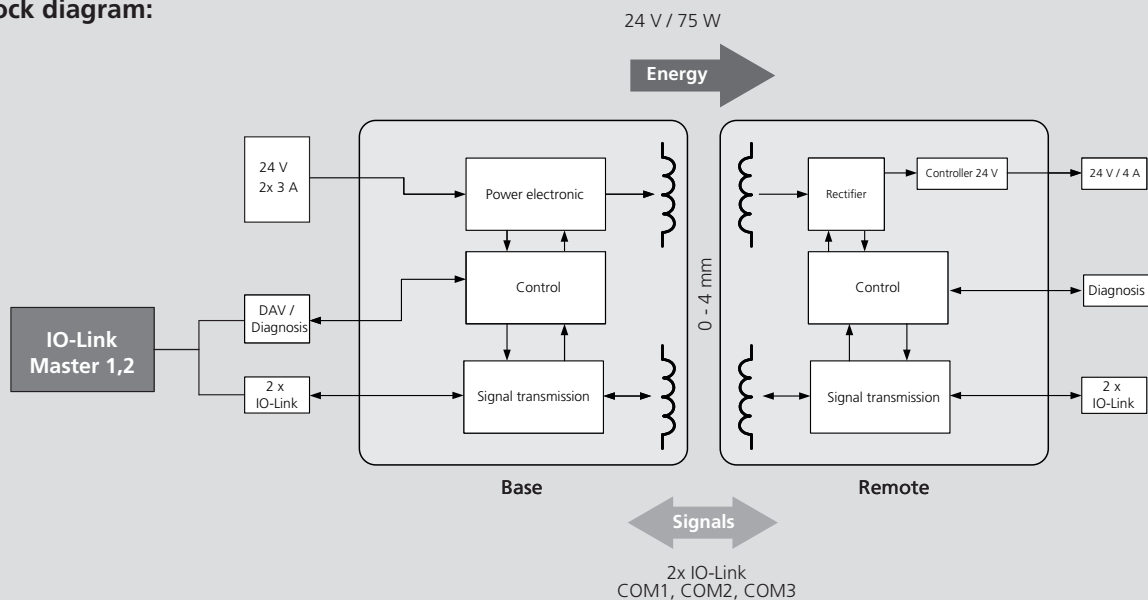 ock diagram:
24 V / 75 W
Energy
24 V
2x 3 A
Power electronic
Rectifier
Controller 24 V
24 V / 4 A
IO-Link
Master 1,2
DAV /
Diagnosis
Control
0 - 4 mm
Control
Diagnosis
2 x
IO-Link
Signal transmission
Signal transmission
2 x
IO-Link
Base
Remote
Signals
2x IO-Link
COM1, COM2, COM3